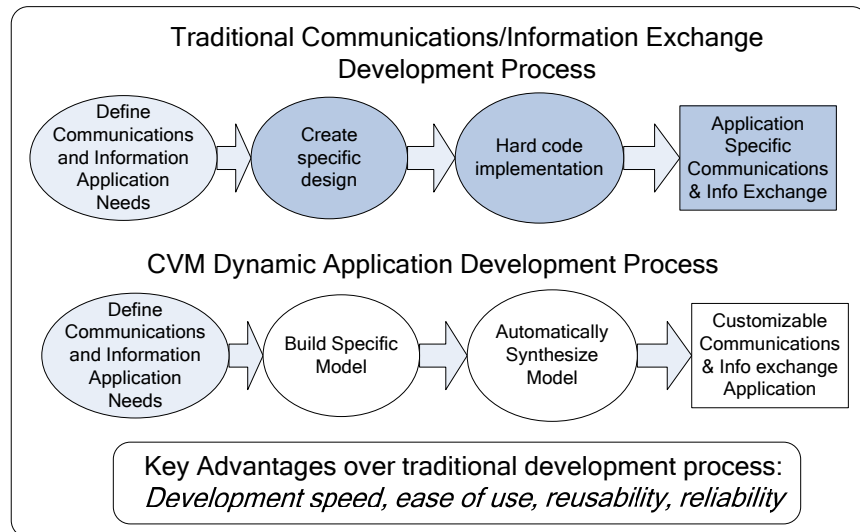 Traditional Communications/Information Exchange
Development Process
Define
Communications
and Information
Application
Needs
Create
specific
design
Hard code
implementation
Application
Specific
Communications
& Info Exchange
CVM Dynamic Application Development Process
Define
Communications
and Information
Application
Needs
Build Specific
Model
Automatically
Synthesize
Model
Customizable
Communications
& Info exchange
Application
Key Advantages over traditional development process:
Development speed, ease of use, reusability, reliability